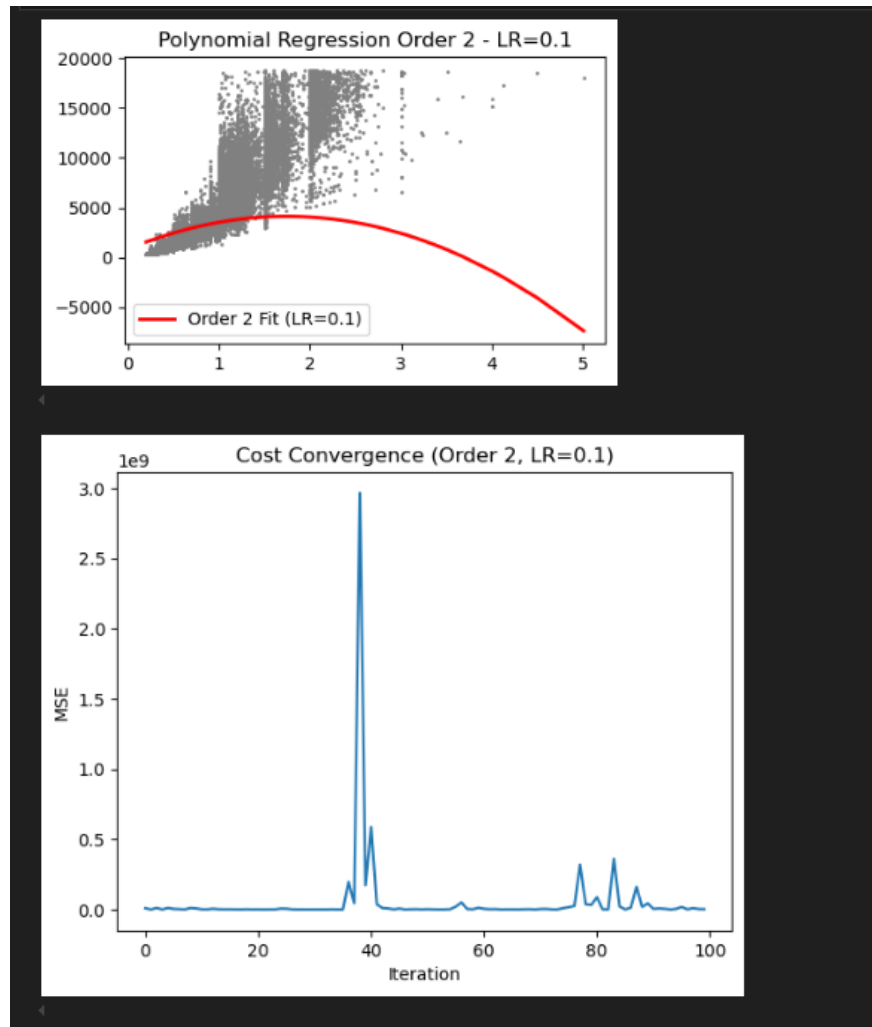 Polynomial Regression Order 2 - LR=0.1
20000
15000
10000
5000
0
−5000
Order 2 Fit (LR=0.1)
0 1 2 3 4 5
Cost Convergence (Order 2, LR=0.1)
1e9
3.0
2.5
2.0
1.5
1.0
0.5
0.0
MSE
0 20 40 60 80 100
Iteration